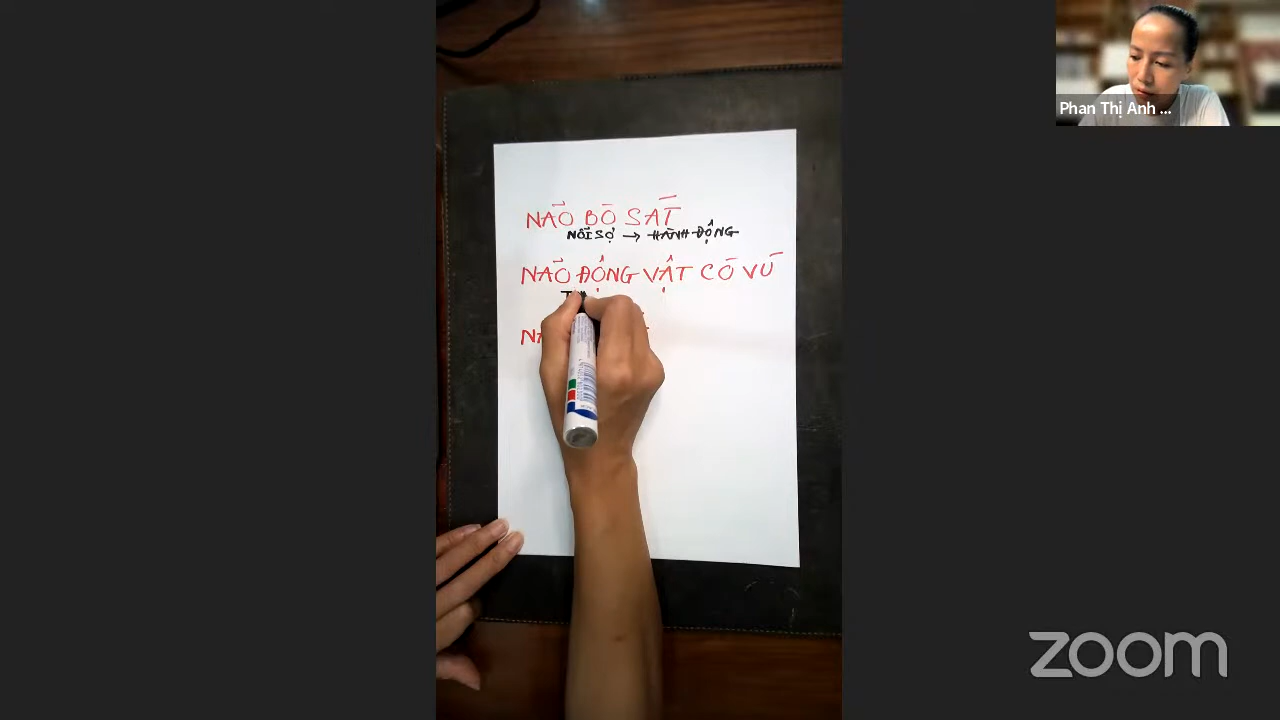 Phan Thị Anh ...
NÃO BÒ SÁT
NỖI SỢ → HÀNH ĐỘNG
NÃO ĐỘNG VẬT CÓ VÚ
zoom